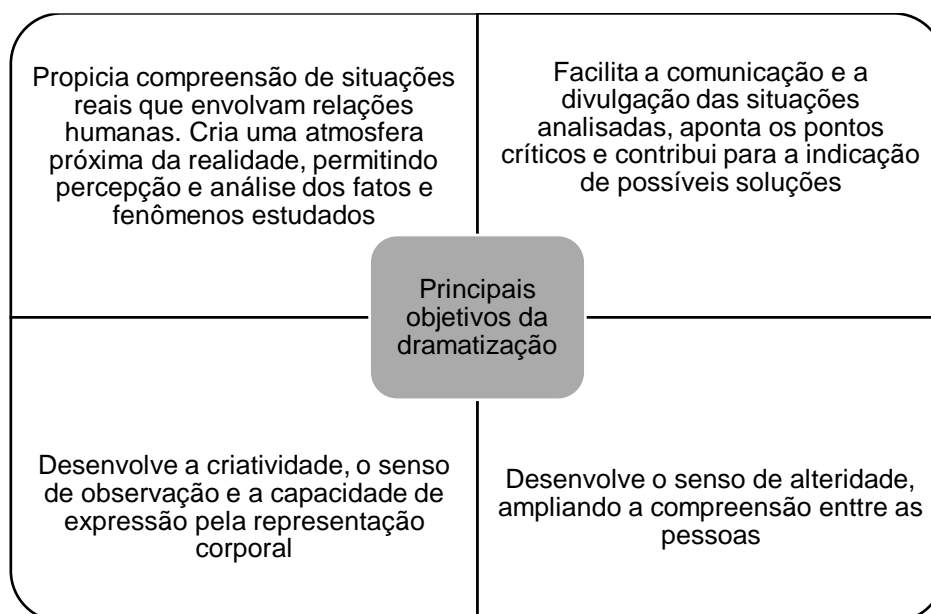 Propicia compreensão de situações
reais que envolvam relações
humanas. Cria uma atmosfera
próxima da realidade, permitindo
percepção e análise dos fatos e
fenômenos estudados
Facilita a comunicação e a
divulgação das situações
analisadas, aponta os pontos
críticos e contribui para a indicação
de possíveis soluções
Principais
objetivos da
dramatização
Desenvolve a criatividade, o senso
de observação e a capacidade de
expressão pela representação
corporal
Desenvolve o senso de alteridade,
ampliando a compreensão enttre as
pessoas